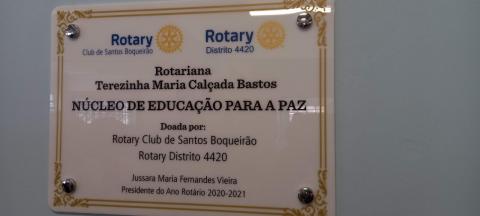 Rotary
Club de Santos Boqueirão
Rotary
Distrito 4420
Rotariana
Terezinha Maria Calçada Bastos
NÚCLEO DE EDUCAÇÃO PARA A PAZ
Doada por:
Rotary Club de Santos Boqueirão
Rotary Distrito 4420
Jussara Maria Fernandes Vieira
Presidente do Ano Rotário 2020-2021